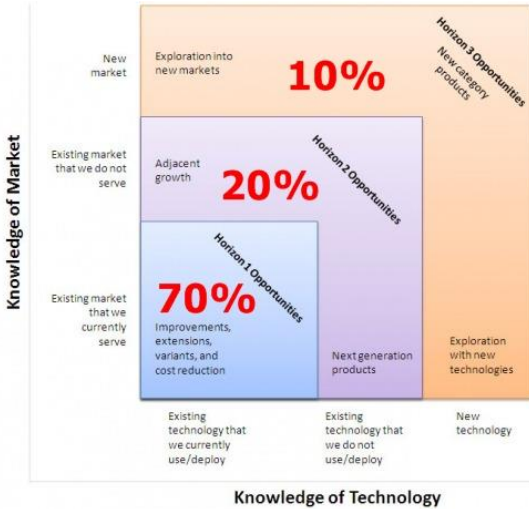 Knowledge of Market
New
market
Exploration into
new markets
10%
Horizon 3 Opportunities
New category
products
Existing market
that we do not
serve
Adjacent
growth
20%
Horizon 2 Opportunities
Existing market
that we
currently
serve
70%
Horizon 1 Opportunities
Improvements,
extensions,
variants, and
cost reduction
Next generation
products
Exploration
with new
technologies
Existing
technology that
we currently
use/deploy
Existing
technology that
we do not
use/deploy
New
technology
Knowledge of Technology